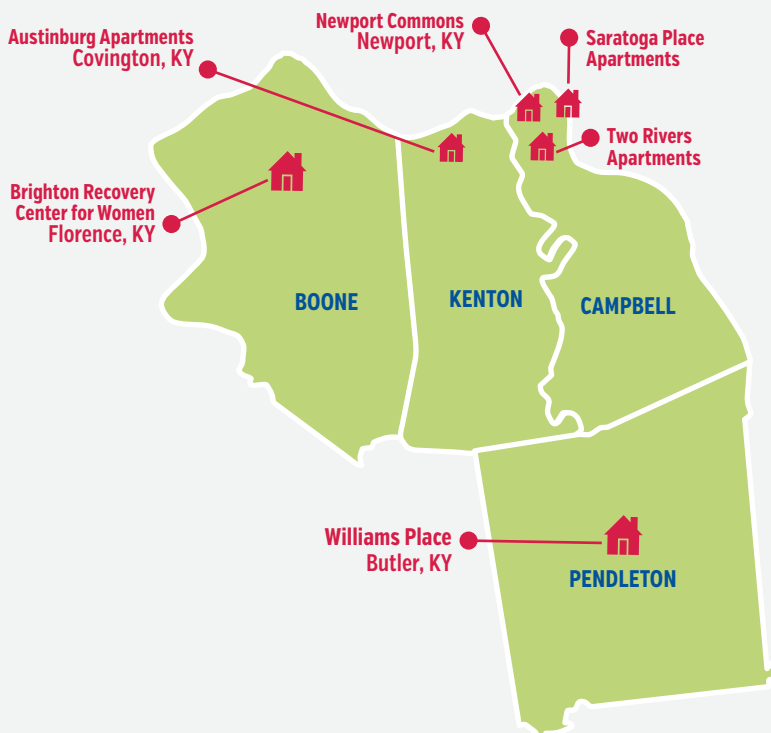 Austinburg Apartments
Covington, KY
Newport Commons
Newport, KY
Saratoga Place
Apartments
Two Rivers
Apartments
Brighton Recovery
Center for Women
Florence, KY
BOONE
KENTON
CAMPBELL
Williams Place
Butler, KY
PENDLETON